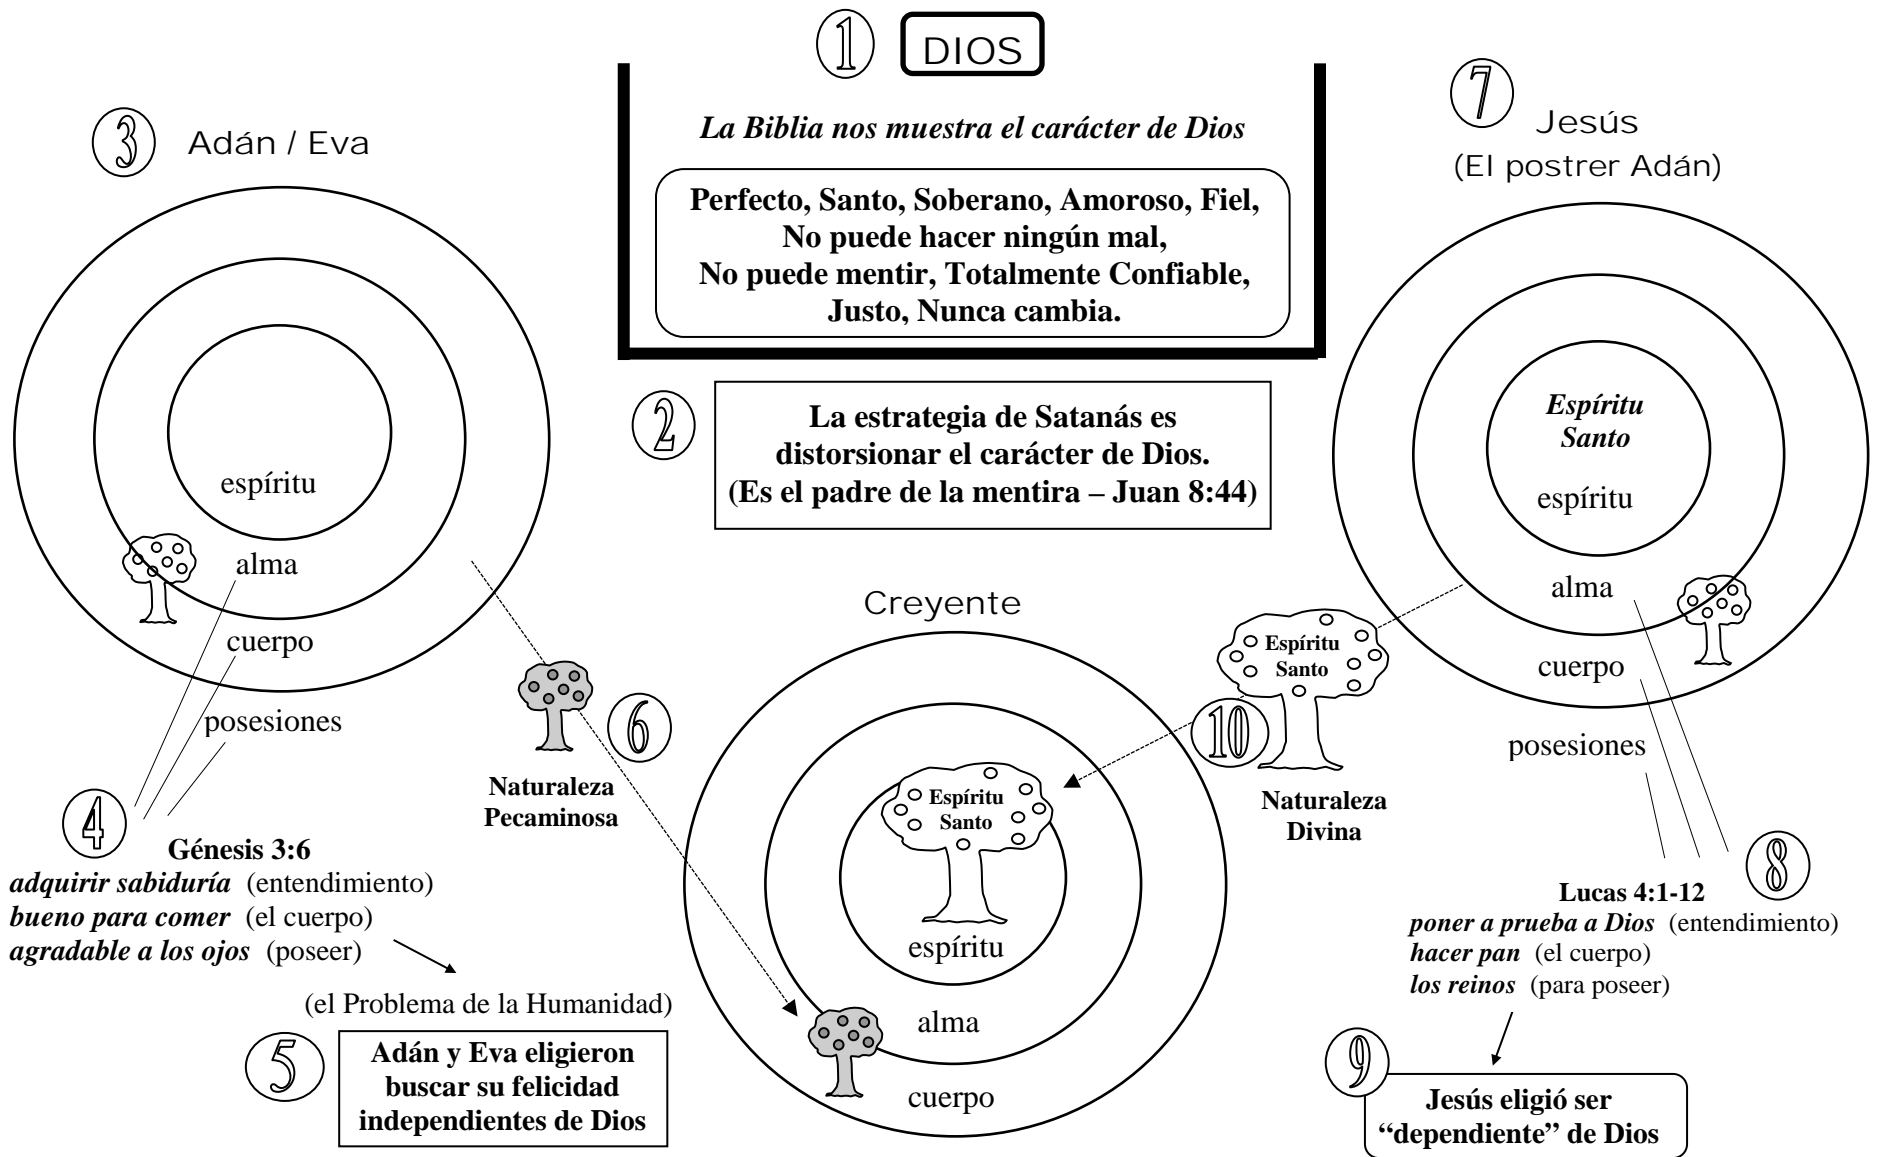 1
DIOS
La Biblia nos muestra el carácter de Dios
Perfecto, Santo, Soberano, Amoroso, Fiel,
No puede hacer ningún mal,
No puede mentir, Totalmente Confiable,
Justo, Nunca cambia.
2
La estrategia de Satanás es
distorsionar el carácter de Dios.
(Es el padre de la mentira – Juan 8:44)
3
Adán / Eva
espíritu
alma
cuerpo
posesiones
4
Génesis 3:6
adquirir sabiduría (entendimiento)
bueno para comer (el cuerpo)
agradable a los ojos (poseer)
(el Problema de la Humanidad)
5
Adán y Eva eligieron
buscar su felicidad
independientes de Dios
6
Naturaleza
Pecaminosa
Creyente
Espíritu
Santo
espíritu
alma
cuerpo
7
Jesús
(El postrer Adán)
Espíritu
Santo
espíritu
alma
cuerpo
posesiones
8
Lucas 4:1-12
poner a prueba a Dios (entendimiento)
hacer pan (el cuerpo)
los reinos (para poseer)
9
Jesús eligió ser
“dependiente” de Dios
10
Espíritu
Santo
Naturaleza
Divina